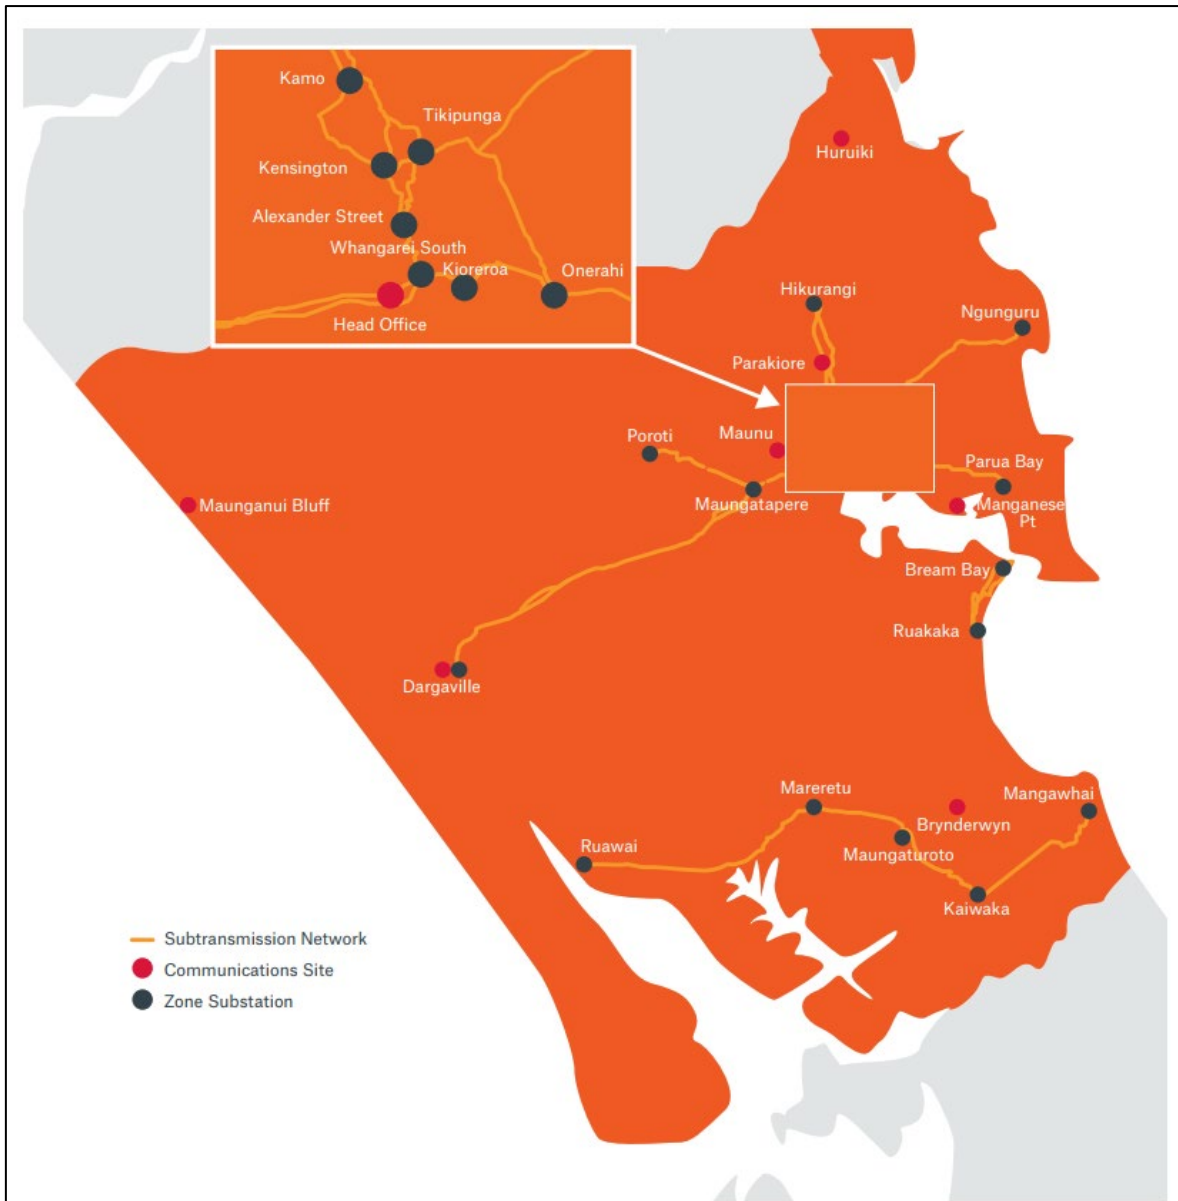 Kamo
Tikipunga
Kensington
Alexander Street
Whangarei South
Kioreroa
Onerahi
Head Office
Huruiki
Hikurangi
Ngunguru
Parakiore
Poroti
Maunu
Parua Bay
Maungatapere
Manganese
Pt
Maunganui Bluff
Bream Bay
Ruakaka
Dargaville
Mareretu
Mangawhai
Brynderwyn
Ruawai
Maungaturoto
Kaiwaka
Subtransmission Network
Communications Site
Zone Substation